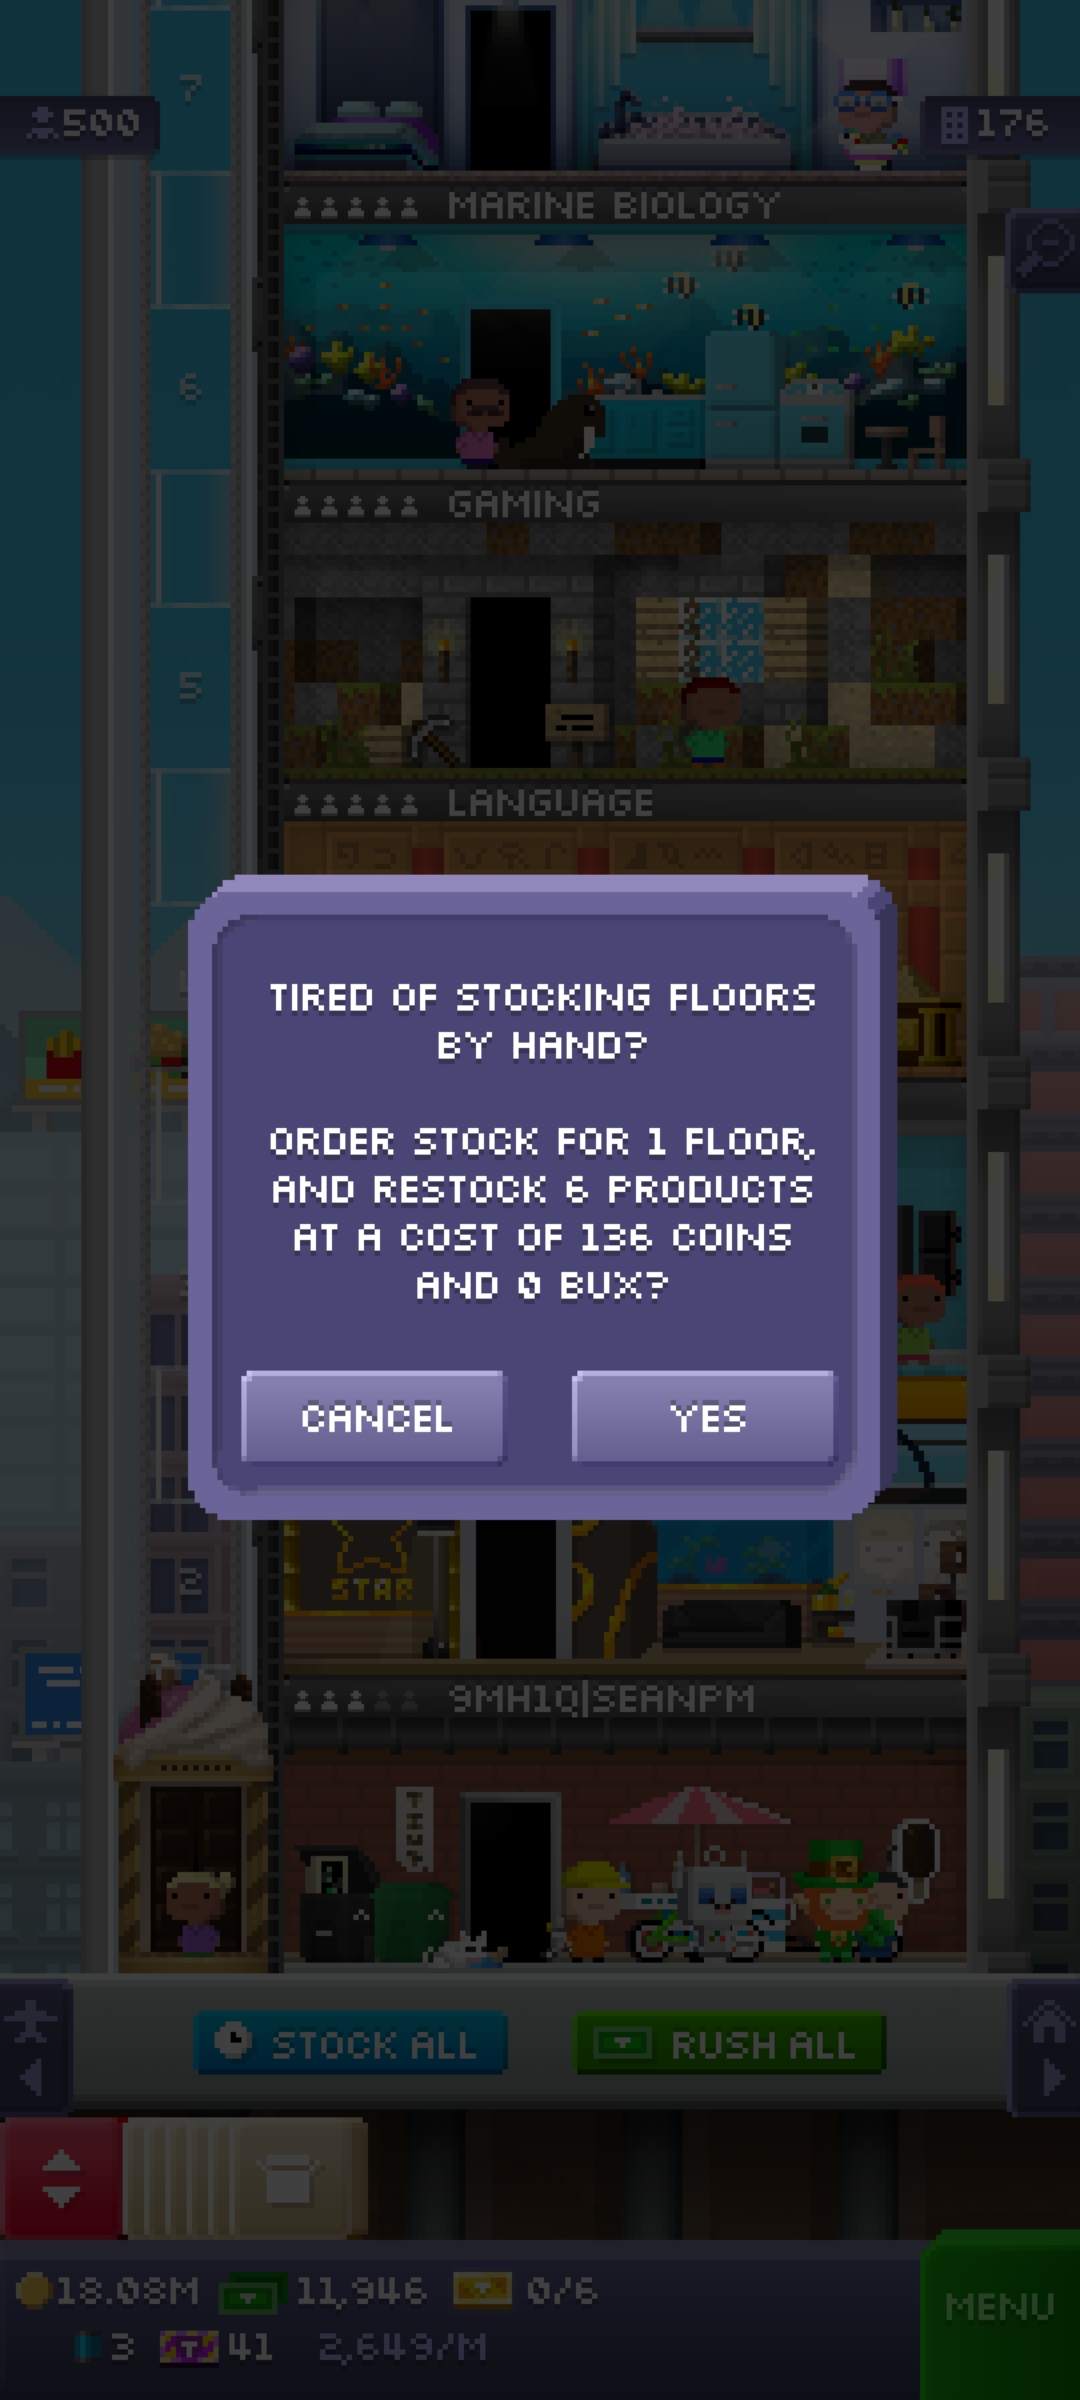 7
500
176
MARINE BIOLOGY
6
GAMING
5
LANGUAGE
TIRED OF STOCKING FLOORS
BY HAND?
ORDER STOCK FOR 1 FLOOR,
AND RESTOCK 6 PRODUCTS
AT A COST OF 136 COINS
AND 0 BUX?
CANCEL
YES
2
STAR
9MH1Q|SEANPM
STOCK ALL
RUSH ALL
18.08M
11,946
0/6
MENU
3
41
2,649/M